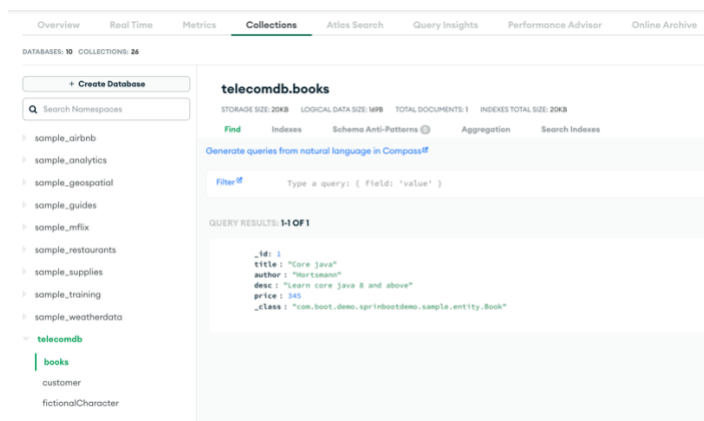 Overview Real Time Metrics Collections Atlas Search Query Insights Performance Advisor Online Archive
DATABASES: 10 COLLECTIONS: 26
+ Create Database
Search Namespaces
sample_airbnb
sample_analytics
sample_geospatial
sample_guides
sample_mflix
sample_restaurants
sample_supplies
sample_training
sample_weatherdata
telecomdb
books
customer
fictionalCharacter
telecomdb.books
STORAGE SIZE: 20KB LOGICAL DATA SIZE: 169B TOTAL DOCUMENTS: 1 INDEXES TOTAL SIZE: 20KB
Find Indexes Schema Anti-Patterns 0 Aggregation Search Indexes
Generate queries from natural language in Compass
Filter Type a query: { field: 'value' }
QUERY RESULTS: 1-1 OF 1
_id: 1
title : "Core java"
author : "Hortsmann"
desc : "Learn core java 8 and above"
price : 345
_class : "com.boot.demo.sprinbootdemo.sample.entity.Book"